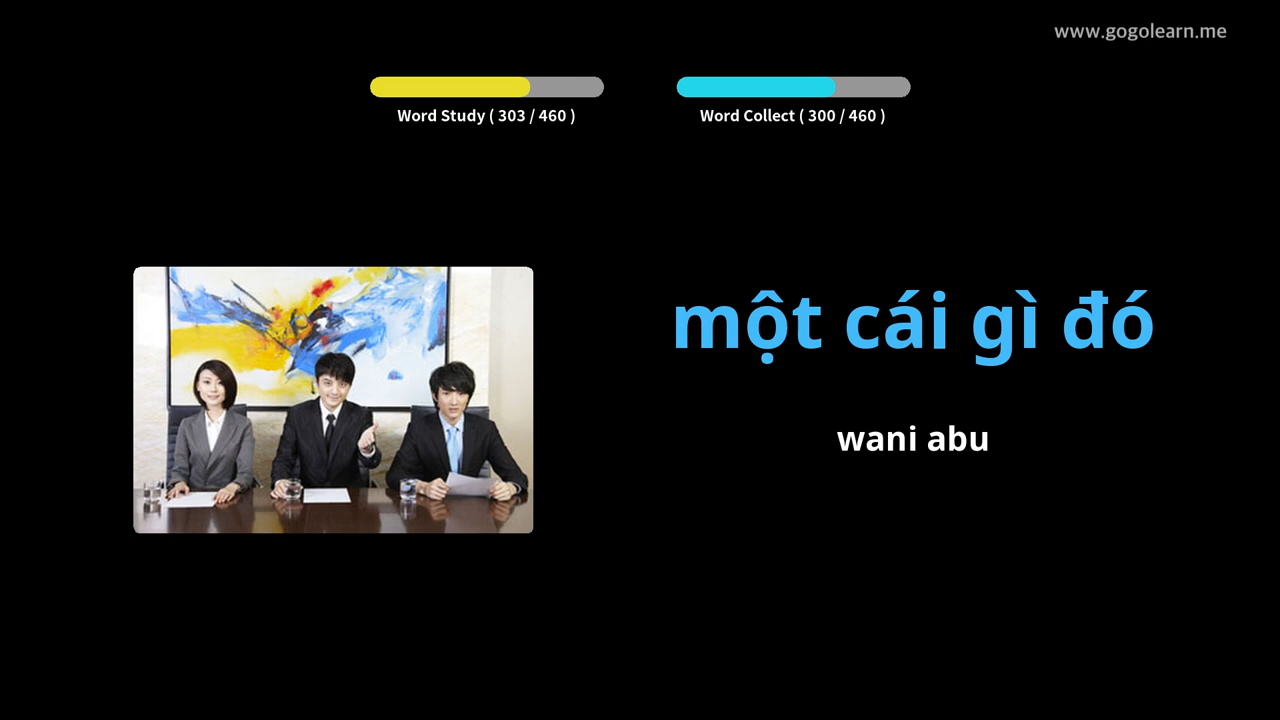 www.gogolearn.me
Word Study ( 303 / 460 )
Word Collect ( 300 / 460 )
một cái gì đó
wani abu